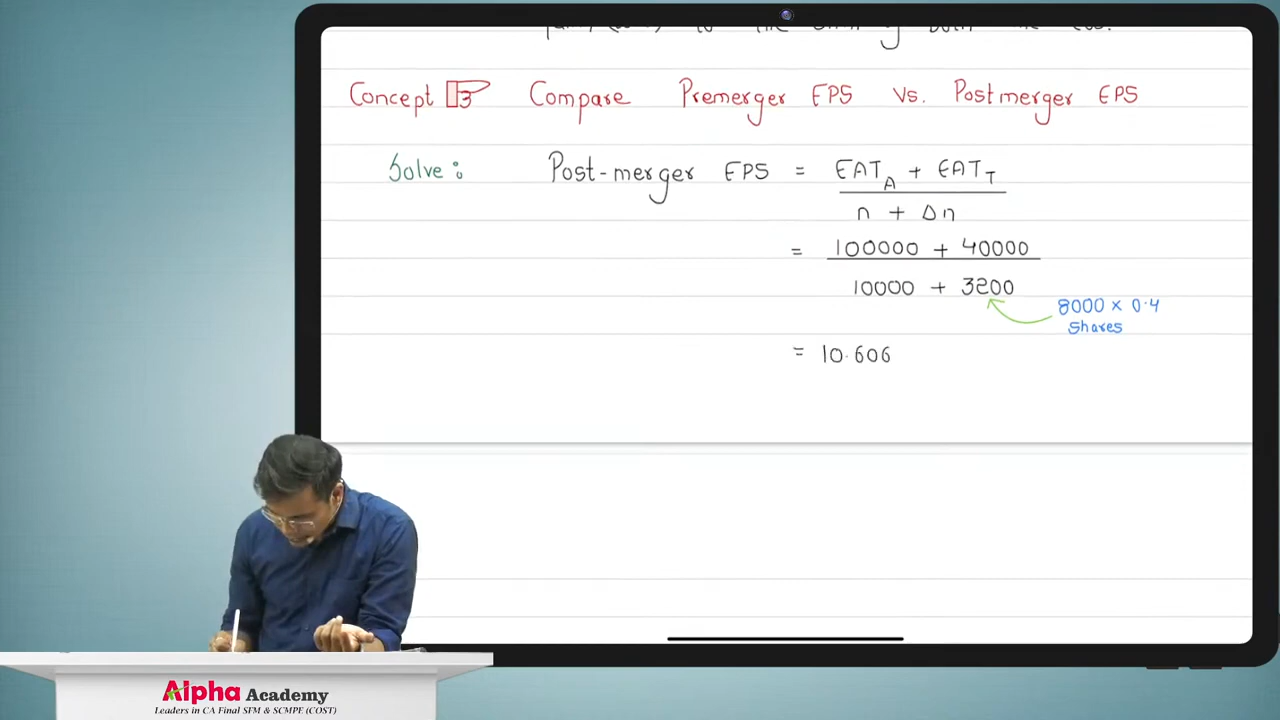 Concept 3 Compare Premerger EPS Vs. Postmerger EPS
Solve : Post-merger EPS = EAT_A + EAT_T
n + Δn
= 100000 + 40000
10000 + 3200
8000 × 0.4
Shares
= 10.606
Alpha Academy
Leaders in CA Final SFM & SCMPE (COST)